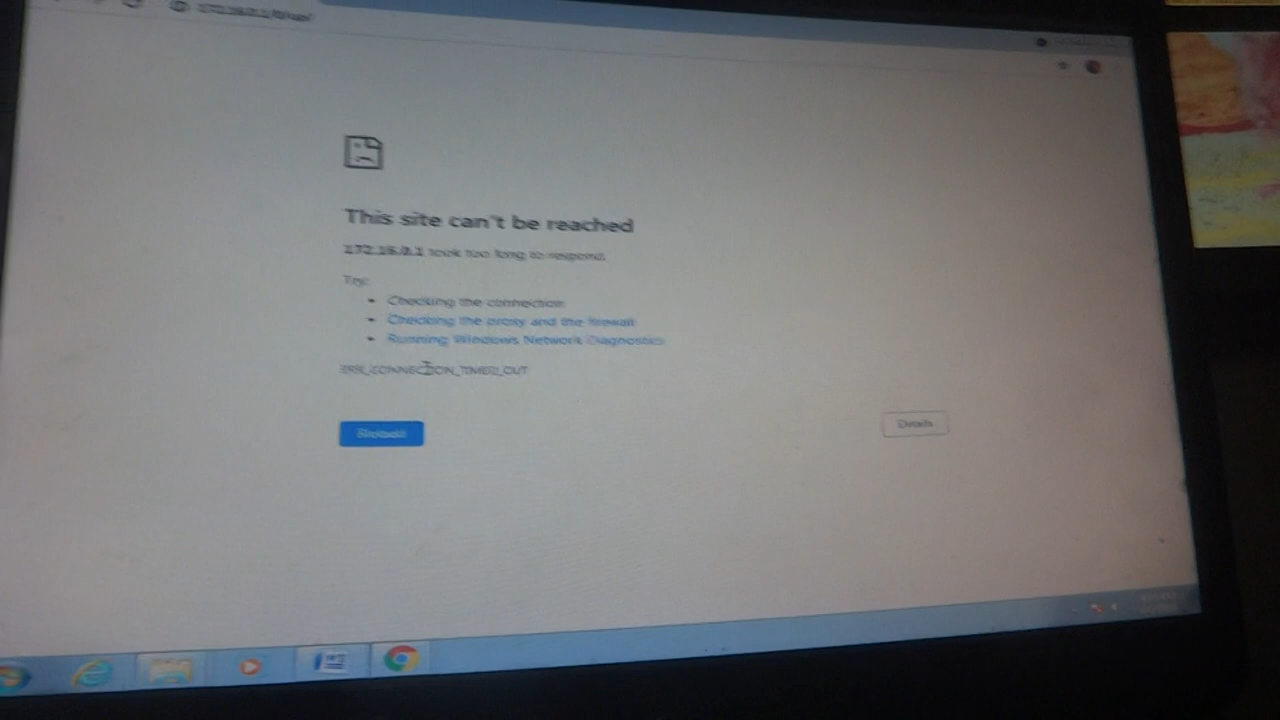 This site can't be reached
172.16.0.1 took too long to respond.
Try:
Checking the connection
Checking the proxy and the firewall
Running Windows Network Diagnostics
ERR_CONNECTION_TIMED_OUT
Reload
Details